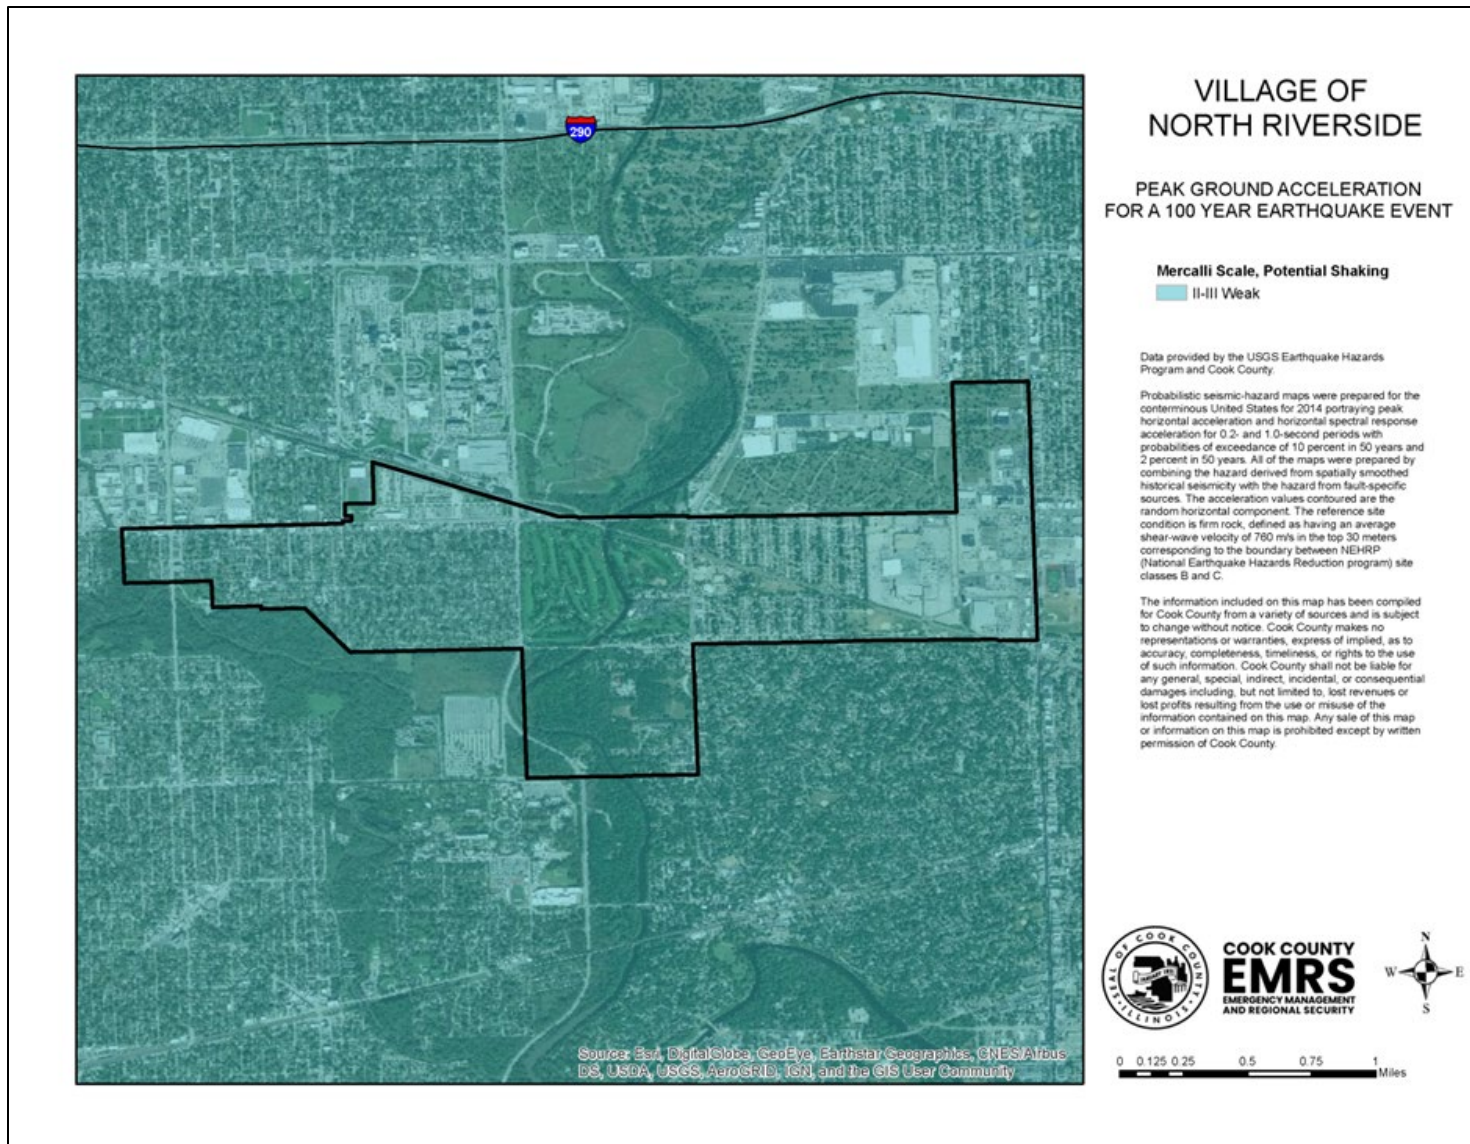 VILLAGE OF
NORTH RIVERSIDE
PEAK GROUND ACCELERATION
FOR A 100 YEAR EARTHQUAKE EVENT
Mercalli Scale, Potential Shaking
II-III Weak
290
Data provided by the USGS Earthquake Hazards
Program and Cook County.
Probabilistic seismic-hazard maps were prepared for the
conterminous United States for 2014 portraying peak
horizontal acceleration and horizontal spectral response
acceleration for 0.2- and 1.0-second periods with
probabilities of exceedance of 10 percent in 50 years and
2 percent in 50 years. All of the maps were prepared by
combining the hazard derived from spatially smoothed
historical seismicity with the hazard from fault-specific
sources. The acceleration values contoured are the
random horizontal component. The reference site
condition is firm rock, defined as having an average
shear-wave velocity of 760 m/s in the top 30 meters
corresponding to the boundary between NEHRP
(National Earthquake Hazards Reduction program) site
classes B and C.
The information included on this map has been compiled
for Cook County from a variety of sources and is subject
to change without notice. Cook County makes no
representations or warranties, express of implied, as to
accuracy, completeness, timeliness, or rights to the use
of such information. Cook County shall not be liable for
any general, special, indirect, incidental, or consequential
damages including, but not limited to, lost revenues or
lost profits resulting from the use or misuse of the
information contained on this map. Any sale of this map
or information on this map is prohibited except by written
permission of Cook County.
SEAL OF COOK COUNTY
JANUARY 1831
ILLINOIS
COOK COUNTY
EMRS
EMERGENCY MANAGEMENT
AND REGIONAL SECURITY
N
W E
S
0 0.125 0.25 0.5 0.75 1
Miles
Source: Esri, DigitalGlobe, GeoEye, Earthstar Geographics, CNES/Airbus
DS, USDA, USGS, AeroGRID, IGN, and the GIS User Community